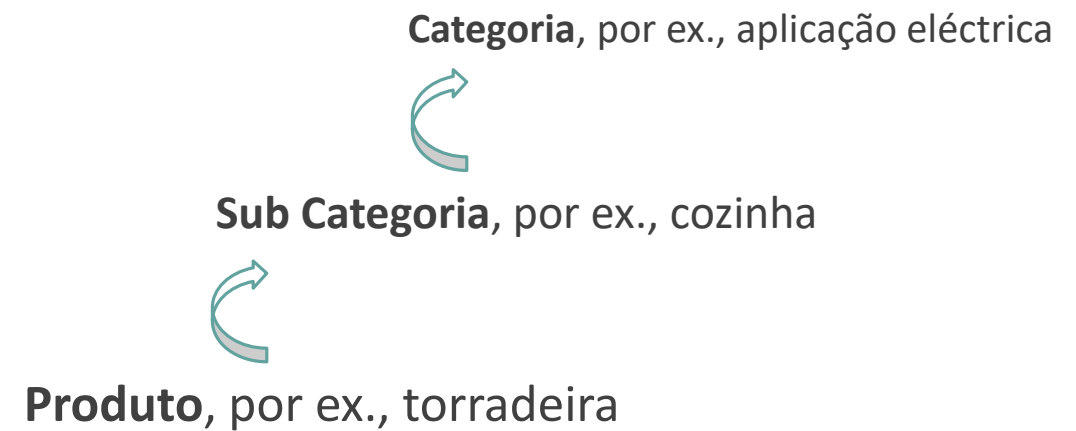 Categoria, por ex., aplicação eléctrica
Sub Categoria, por ex., cozinha
Produto, por ex., torradeira